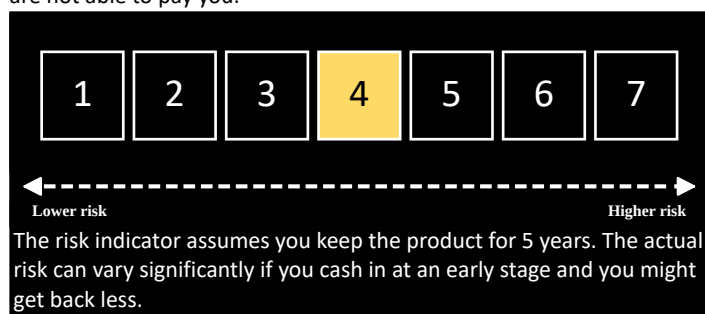 are not able to pay you.
1 2 3 4 5 6 7
Lower risk Higher risk
The risk indicator assumes you keep the product for 5 years. The actual
risk can vary significantly if you cash in at an early stage and you might
get back less.